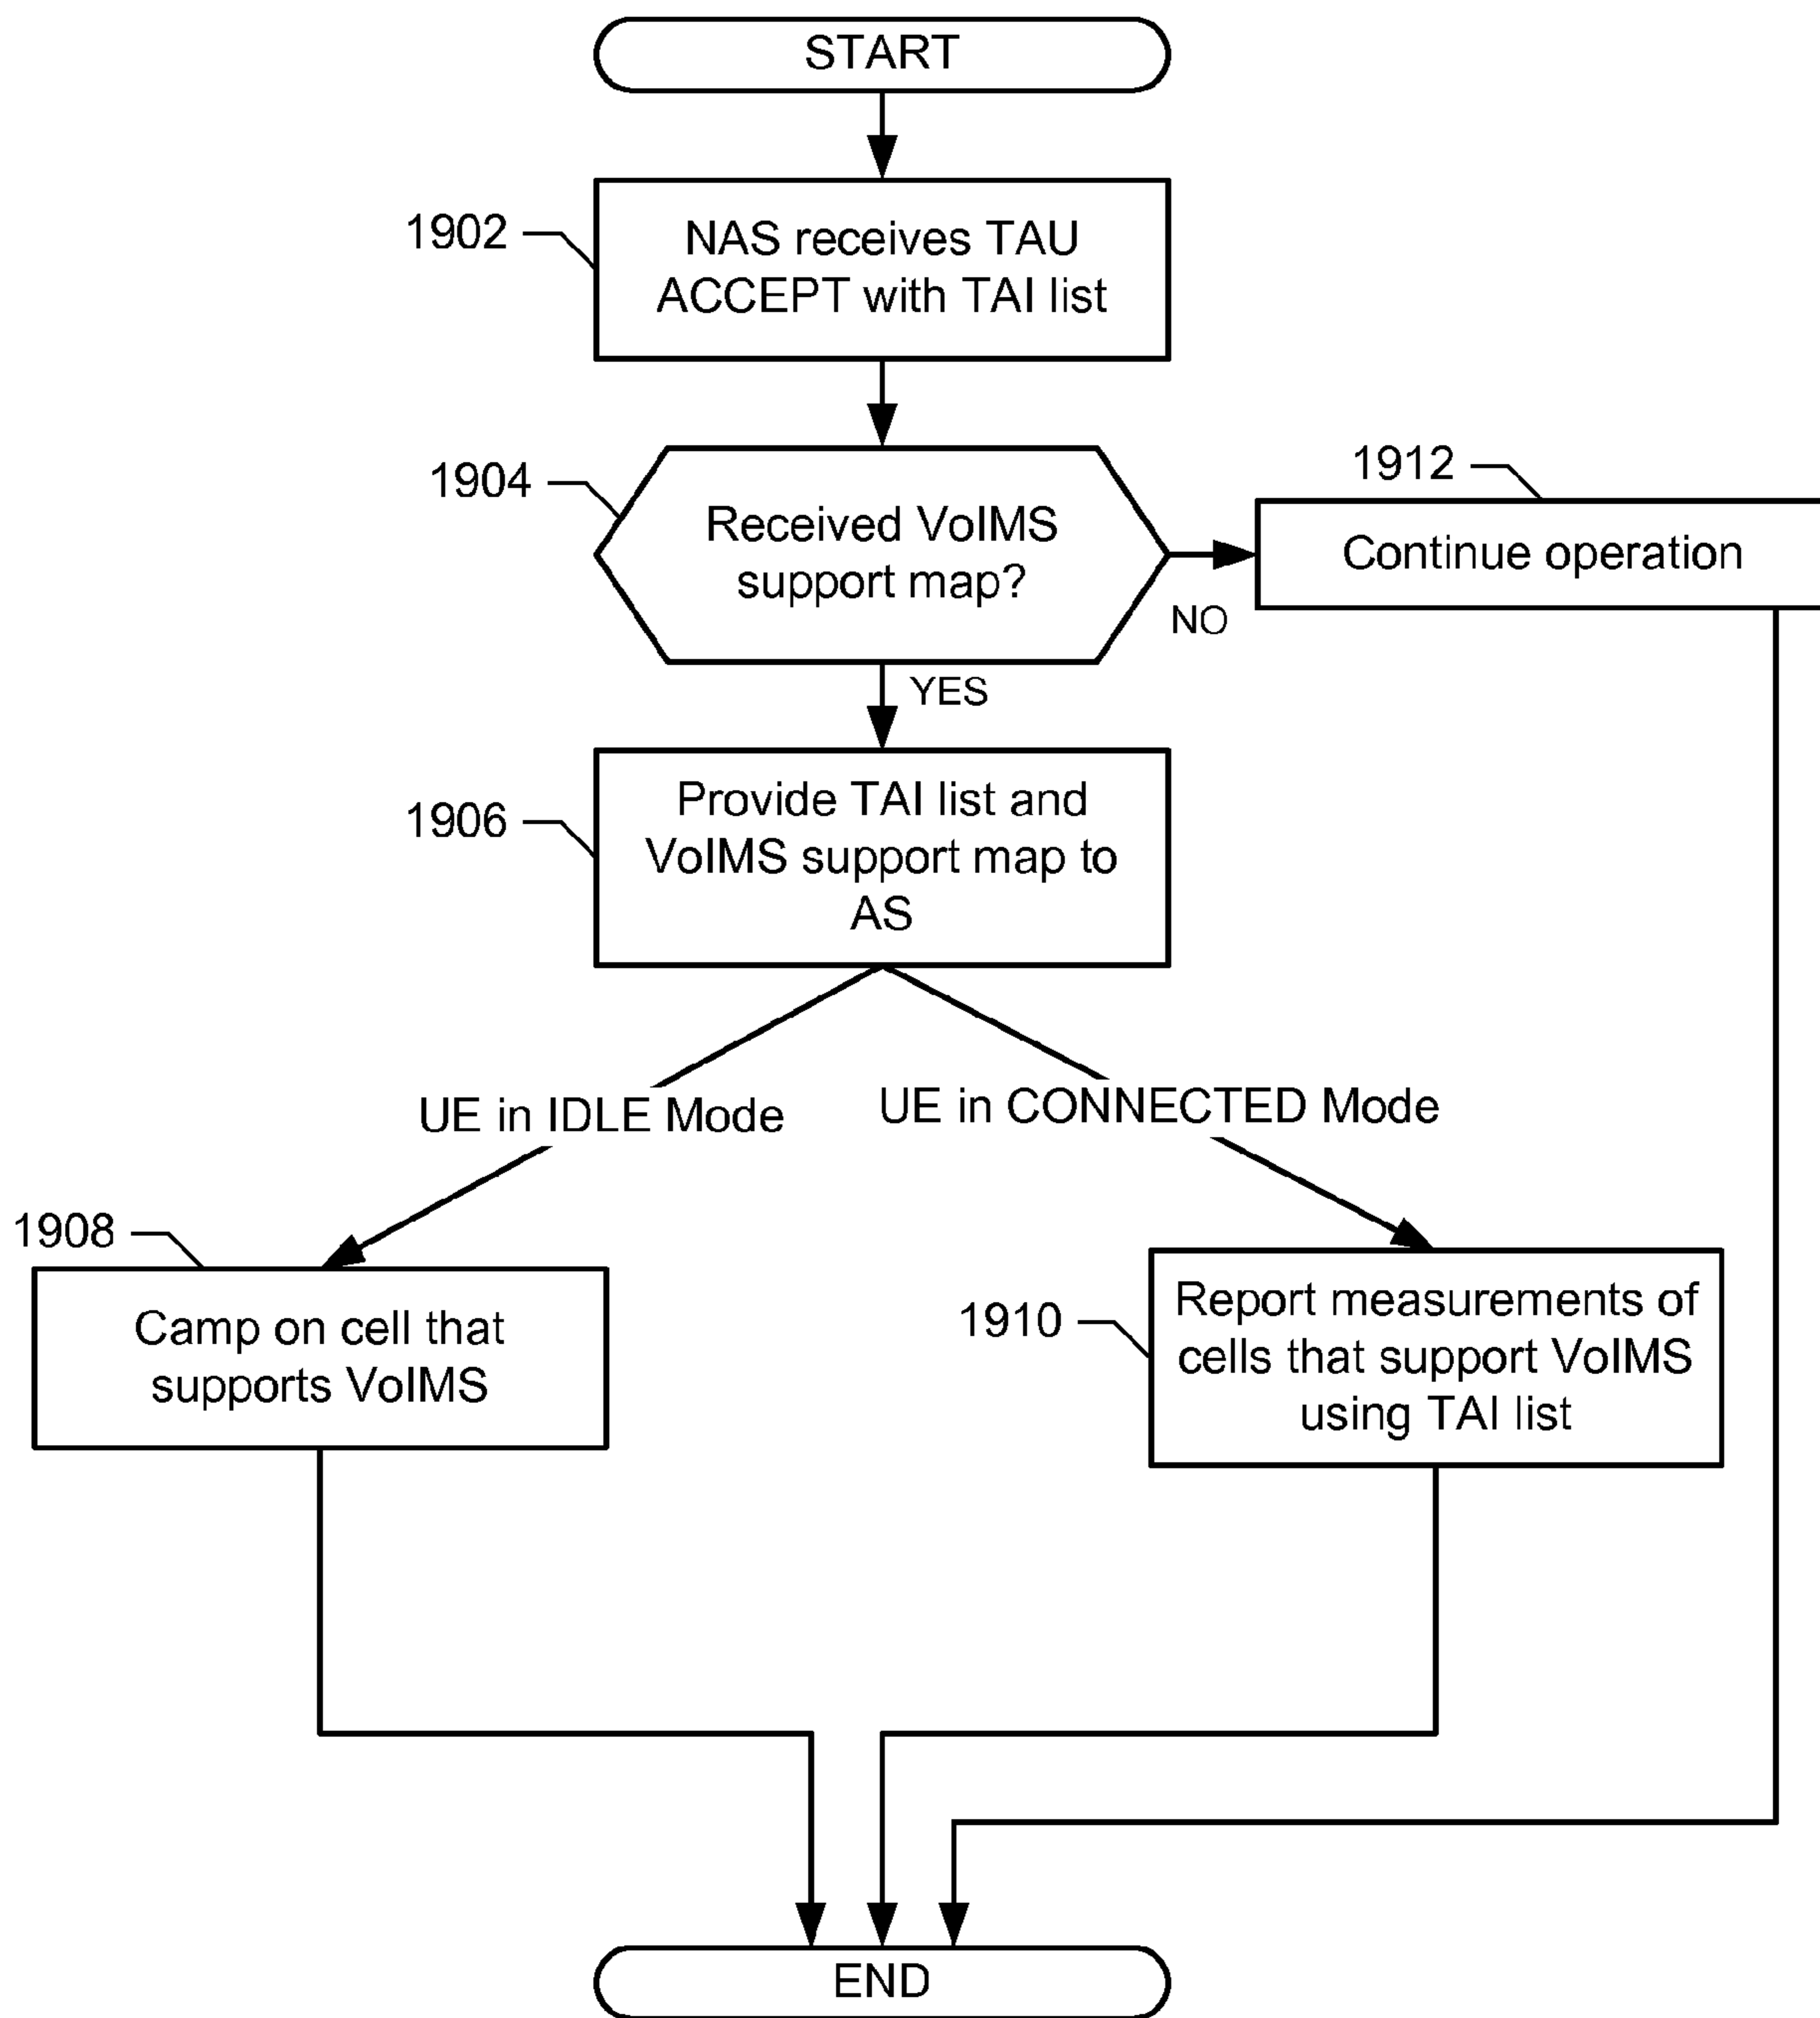 START
1902
NAS receives TAU
ACCEPT with TAI list
1904
Received VoIMS
support map?
1912
Continue operation
NO
YES
1906
Provide TAI list and
VoIMS support map to
AS
UE in IDLE Mode
UE in CONNECTED Mode
1908
Camp on cell that
supports VoIMS
1910
Report measurements of
cells that support VoIMS
using TAI list
END